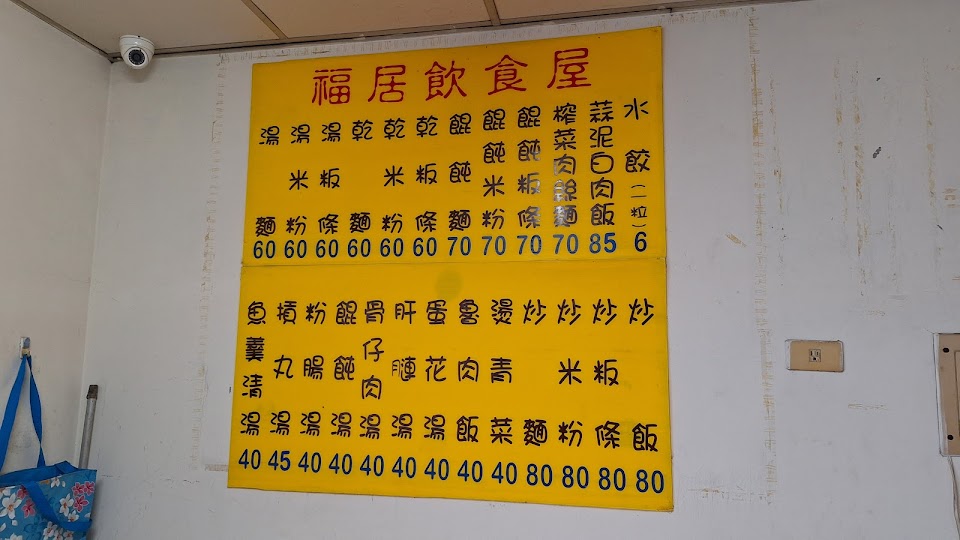 福居飲食屋
湯麵 60
湯米粉 60
湯粄條 60
乾麵 60
乾米粉 60
乾粄條 60
餛飩麵 70
餛飩米粉 70
餛飩粄條 70
榨菜肉絲麵 70
蒜泥白肉飯 85
水餃(一粒) 6
魚羹清湯 40
摃丸湯 45
粉腸湯 40
餛飩湯 40
骨仔肉湯 40
肝湯 40
蛋花湯 40
魯肉飯 40
燙青菜 40
炒麵 80
炒米粉 80
炒粄條 80
炒飯 80